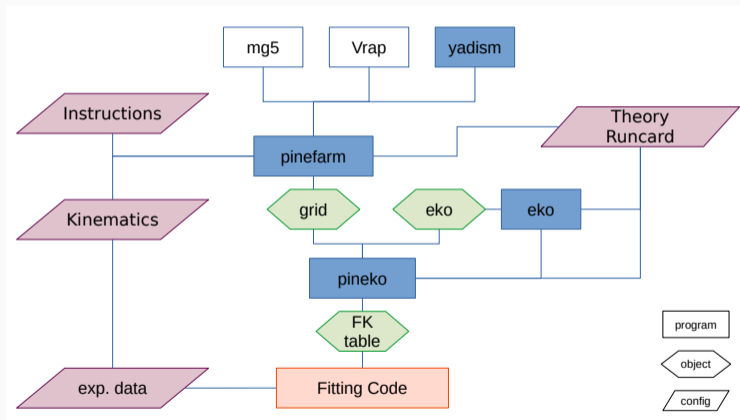 mg5
Vrap
yadism
Instructions
Theory
Runcard
pinefarm
Kinematics
grid
eko
eko
pineko
FK
table
program
object
config
exp. data
Fitting Code